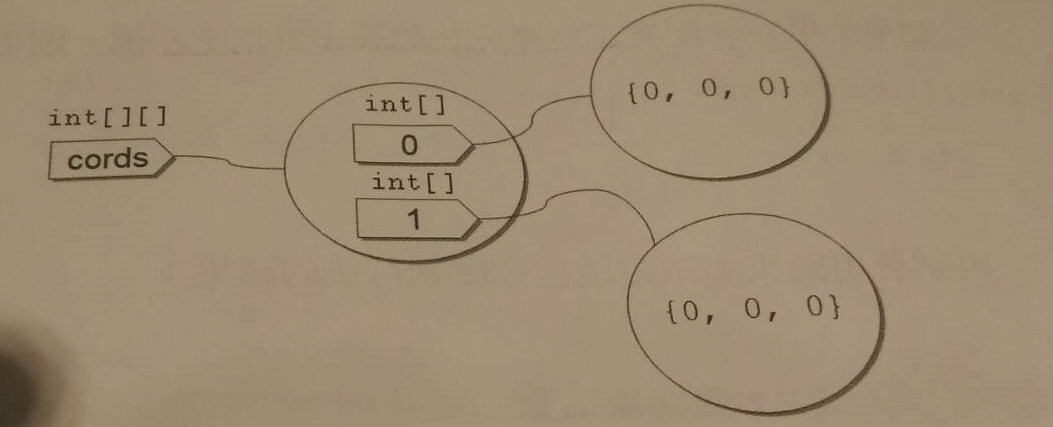 int[][]
cords
int[]
0
int[]
1
{0, 0, 0}
{0, 0, 0}